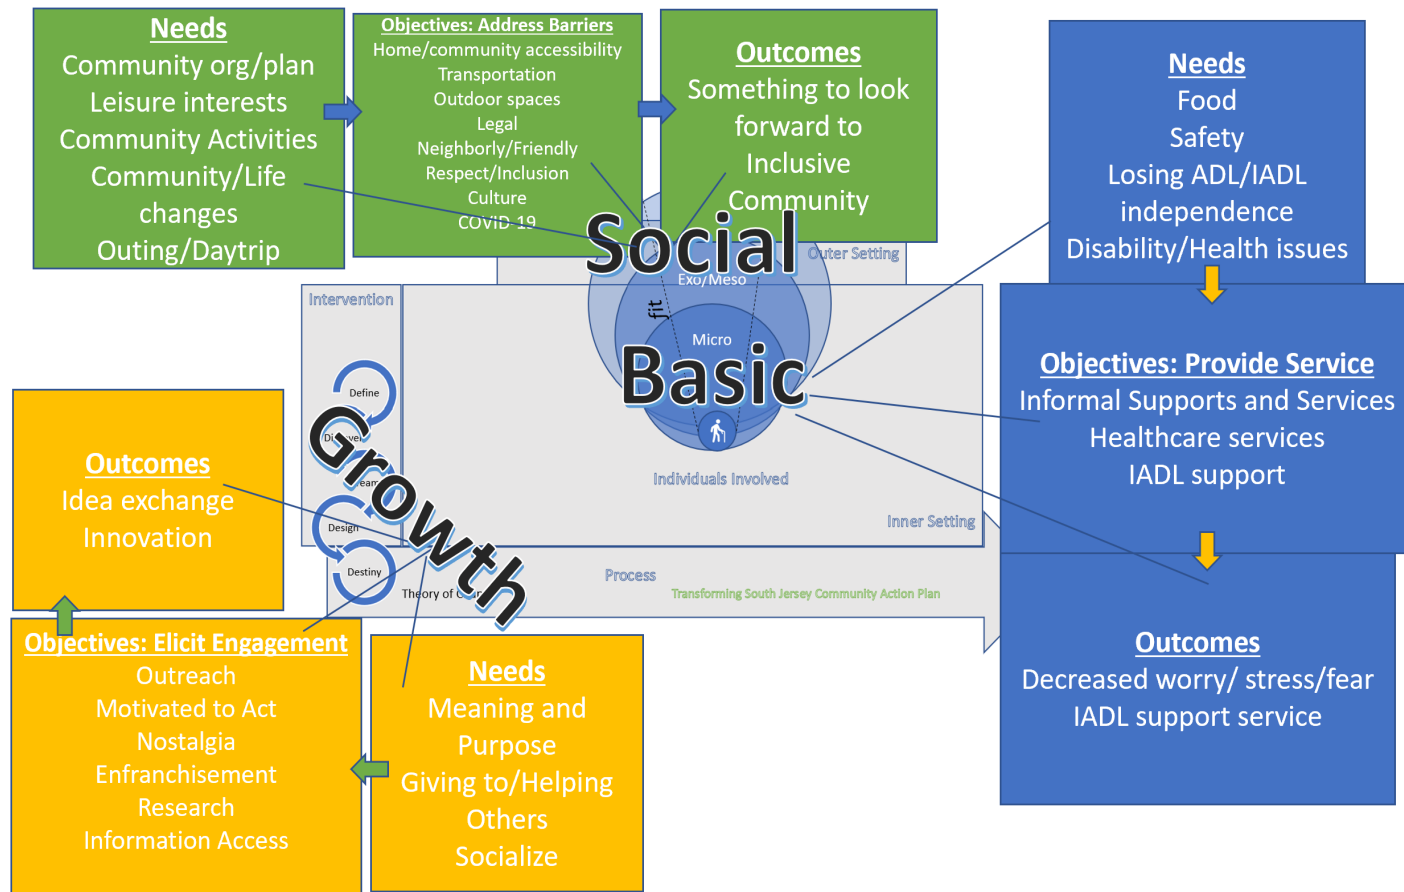 Needs
Community org/plan
Leisure interests
Community Activities
Community/Life
changes
Outing/Daytrip
Objectives: Address Barriers
Home/community accessibility
Transportation
Outdoor spaces
Legal
Neighborly/Friendly
Respect/Inclusion
Culture
COVID-19
Outcomes
Something to look
forward to
Inclusive
Community
Needs
Food
Safety
Losing ADL/IADL
independence
Disability/Health issues
Objectives: Provide Service
Informal Supports and Services
Healthcare services
IADL support
Outcomes
Decreased worry/ stress/fear
IADL support service
Social
Outer Setting
Exo/Meso
fit
Micro
Basic
Individuals Involved
Inner Setting
Intervention
Define
Design
Destiny
Growth
Process
Theory of
Transforming South Jersey Community Action Plan
Outcomes
Idea exchange
Innovation
Objectives: Elicit Engagement
Outreach
Motivated to Act
Nostalgia
Enfranchisement
Research
Information Access
Needs
Meaning and
Purpose
Giving to/Helping
Others
Socialize